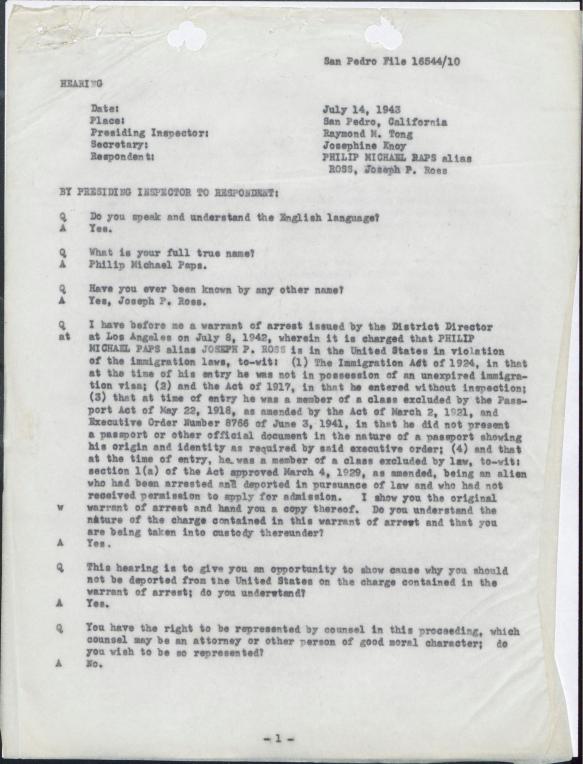 San Pedro File 16544/10
HEARING
Date: July 14, 1943
Place: San Pedro, California
Presiding Inspector: Raymond M. Tong
Secretary: Josephine Knoy
Respondent: PHILIP MICHAEL PAPS alias
ROSS, Joseph P. Ross
BY PRESIDING INSPECTOR TO RESPONDENT:
Q Do you speak and understand the English language?
A Yes.
Q What is your full true name?
A Philip Michael Paps.
Q Have you ever been known by any other name?
A Yes, Joseph P. Ross.
Q I have before me a warrant of arrest issued by the District Director
at at Los Angeles on July 8, 1942, wherein it is charged that PHILIP
MICHAEL PAPS alias JOSEPH P. ROSS is in the United States in violation
of the immigration laws, to-wit: (1) The Immigration Act of 1924, in that
at the time of his entry he was not in possession of an unexpired immigra-
tion visa; (2) and the Act of 1917, in that he entered without inspection;
(3) that at time of entry he was a member of a class excluded by the Pass-
port Act of May 22, 1918, as amended by the Act of March 2, 1921, and
Executive Order Number 8766 of June 3, 1941, in that he did not present
a passport or other official document in the nature of a passport showing
his origin and identity as required by said executive order; (4) and that
at the time of entry, he was a member of a class excluded by law, to-wit:
section 1(a) of the Act approved March 4, 1929, as amended, being an alien
who had been arrested and deported in pursuance of law and who had not
received permission to apply for admission. I show you the original
w warrant of arrest and hand you a copy thereof. Do you understand the
nature of the charge contained in this warrant of arrest and that you
are being taken into custody thereunder?
A Yes.
Q This hearing is to give you an opportunity to show cause why you should
not be deported from the United States on the charge contained in the
warrant of arrest; do you understand?
A Yes.
Q You have the right to be represented by counsel in this proceeding, which
counsel may be an attorney or other person of good moral character; do
you wish to be so represented?
A No.
- 1 -